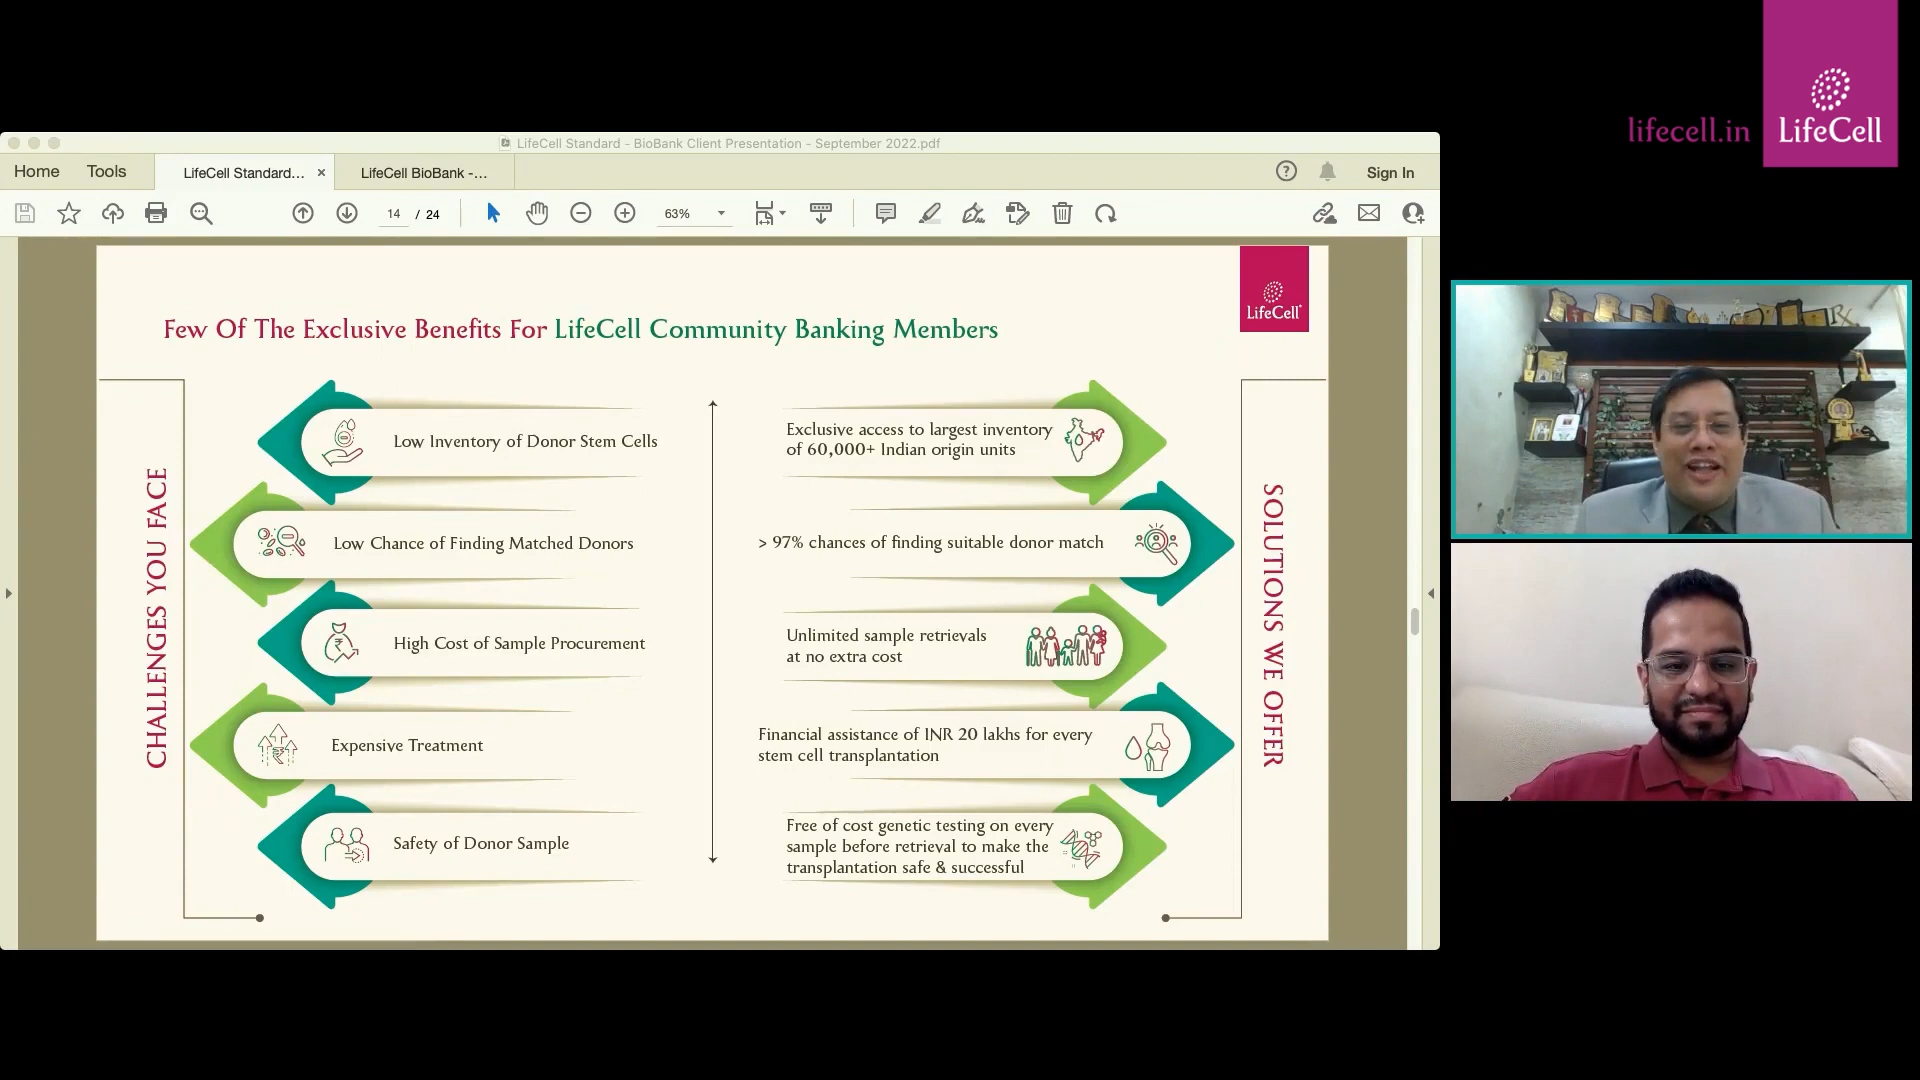 lifecell.in
LifeCell
LifeCell Standard - BioBank Client Presentation - September 2022.pdf
Home
Tools
LifeCell Standard... ×
LifeCell BioBank -...
Sign In
14 / 24
63%
LifeCell
Few Of The Exclusive Benefits For LifeCell Community Banking Members
CHALLENGES YOU FACE
Low Inventory of Donor Stem Cells
Low Chance of Finding Matched Donors
High Cost of Sample Procurement
Expensive Treatment
Safety of Donor Sample
Exclusive access to largest inventory
of 60,000+ Indian origin units
> 97% chances of finding suitable donor match
Unlimited sample retrievals
at no extra cost
Financial assistance of INR 20 lakhs for every
stem cell transplantation
Free of cost genetic testing on every
sample before retrieval to make the
transplantation safe & successful
SOLUTIONS WE OFFER